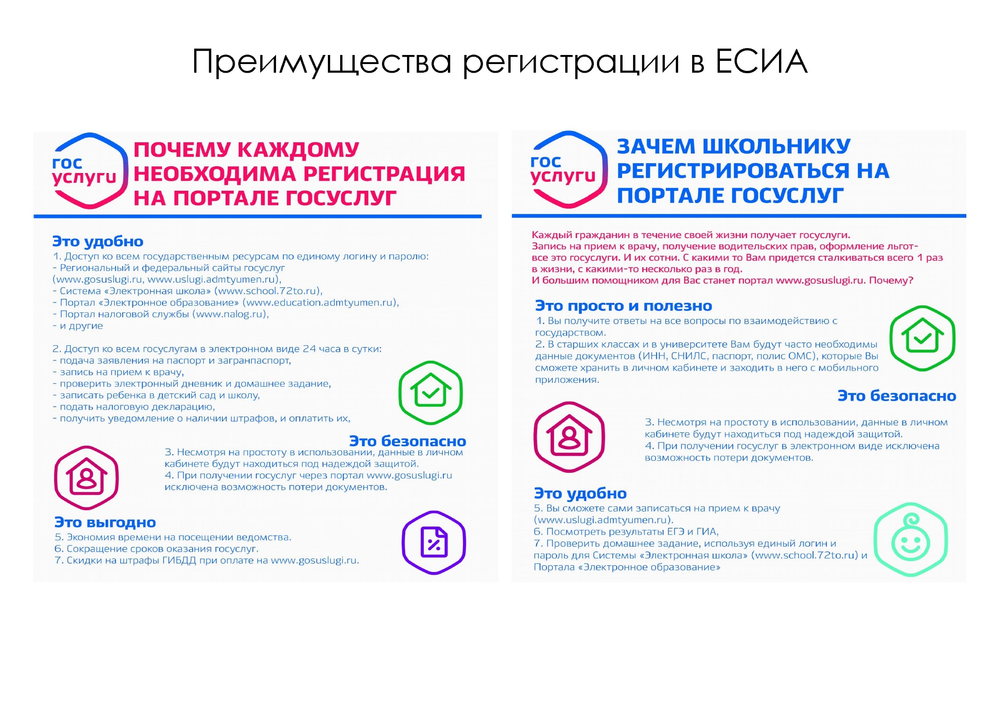 Преимущества регистрации в ЕСИА
гос
услуги
ПОЧЕМУ КАЖДОМУ
НЕОБХОДИМА РЕГИСТРАЦИЯ
НА ПОРТАЛЕ ГОСУСЛУГ
Это удобно
1. Доступ ко всем государственным ресурсам по единому логину и паролю:
- Региональный и федеральный сайты госуслуг
(www.gosuslugi.ru, www.uslugi.admtyumen.ru),
- Система «Электронная школа» (www.school.72to.ru),
- Портал «Электронное образование» (www.education.admtyumen.ru),
- Портал налоговой службы (www.nalog.ru),
- и другие
2. Доступ ко всем госуслугам в электронном виде 24 часа в сутки:
- подача заявления на паспорт и загранпаспорт,
- запись на прием к врачу,
- проверить электронный дневник и домашнее задание,
- записать ребенка в детский сад и школу,
- подать налоговую декларацию,
- получить уведомление о наличии штрафов, и оплатить их,
Это безопасно
3. Несмотря на простоту в использовании, данные в личном
кабинете будут находиться под надеждой защитой.
4. При получении госуслуг через портал www.gosuslugi.ru
исключена возможность потери документов.
Это выгодно
5. Экономия времени на посещении ведомства.
6. Сокращение сроков оказания госуслуг.
7. Скидки на штрафы ГИБДД при оплате на www.gosuslugi.ru.
гос
услуги
ЗАЧЕМ ШКОЛЬНИКУ
РЕГИСТРИРОВАТЬСЯ НА
ПОРТАЛЕ ГОСУСЛУГ
Каждый гражданин в течение своей жизни получает госуслуги.
Запись на прием к врачу, получение водительских прав, оформление льгот-
все это госуслуги. И их сотни. С какими то Вам придется сталкиваться всего 1 раз
в жизни, с какими-то несколько раз в год.
И большим помощником для Вас станет портал www.gosuslugi.ru. Почему?
Это просто и полезно
1. Вы получите ответы на все вопросы по взаимодействию с
государством.
2. В старших классах и в университете Вам будут часто необходимы
данные документов (ИНН, СНИЛС, паспорт, полис ОМС), которые Вы
сможете хранить в личном кабинете и заходить в него с мобильного
приложения.
Это безопасно
3. Несмотря на простоту в использовании, данные в личном
кабинете будут находиться под надеждой защитой.
4. При получении госуслуг в электронном виде исключена
возможность потери документов.
Это удобно
5. Вы сможете сами записаться на прием к врачу
(www.uslugi.admtyumen.ru).
6. Посмотреть результаты ЕГЭ и ГИА,
7. Проверить домашнее задание, используя единый логин и
пароль для Системы «Электронная школа» (www.school.72to.ru) и
Портала «Электронное образование»